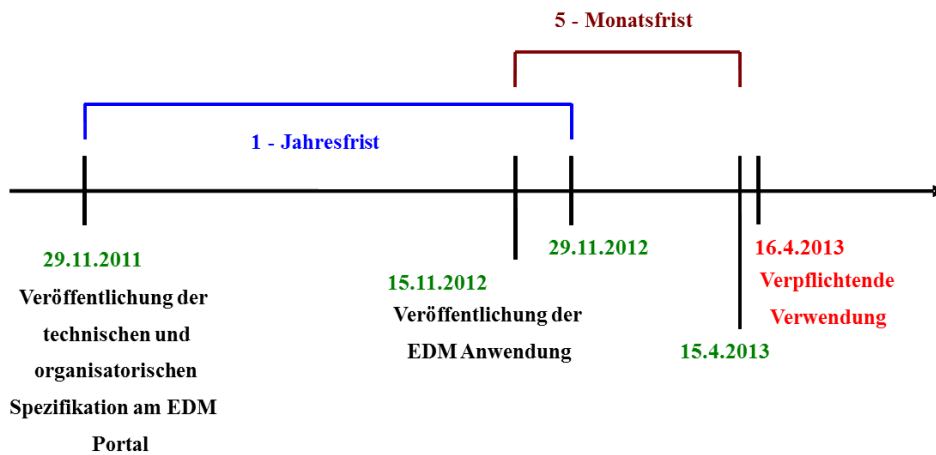 5 - Monatsfrist
1 - Jahresfrist
29.11.2011
Veröffentlichung der
technischen und
organisatorischen
Spezifikation am EDM
Portal
15.11.2012
Veröffentlichung der
EDM Anwendung
29.11.2012
15.4.2013
16.4.2013
Verpflichtende
Verwendung